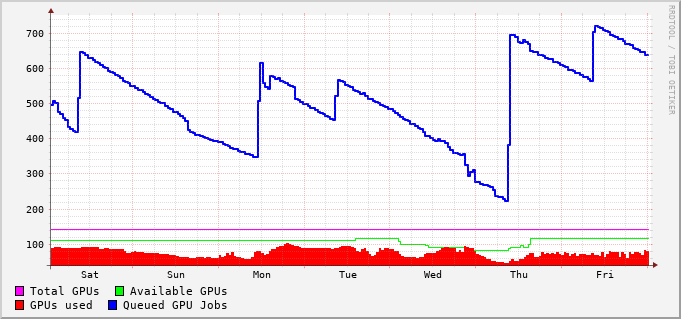 RRDTOOL / TOBI OETIKER
700
600
500
400
300
200
100
Sat Sun Mon Tue Wed Thu Fri
Total GPUs Available GPUs
GPUs used Queued GPU Jobs